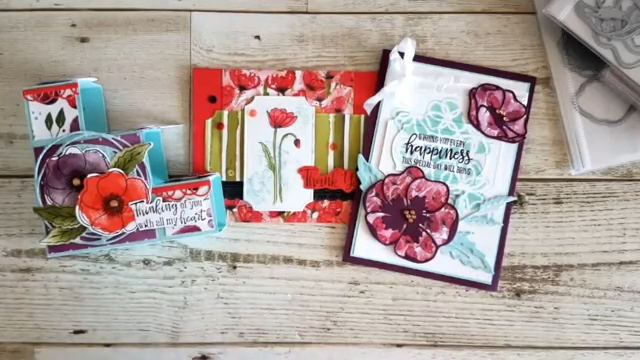 Thinking of you
with all my heart
Thank
WISHING YOU EVERY
happiness
THIS SPECIAL DAY WILL BRING